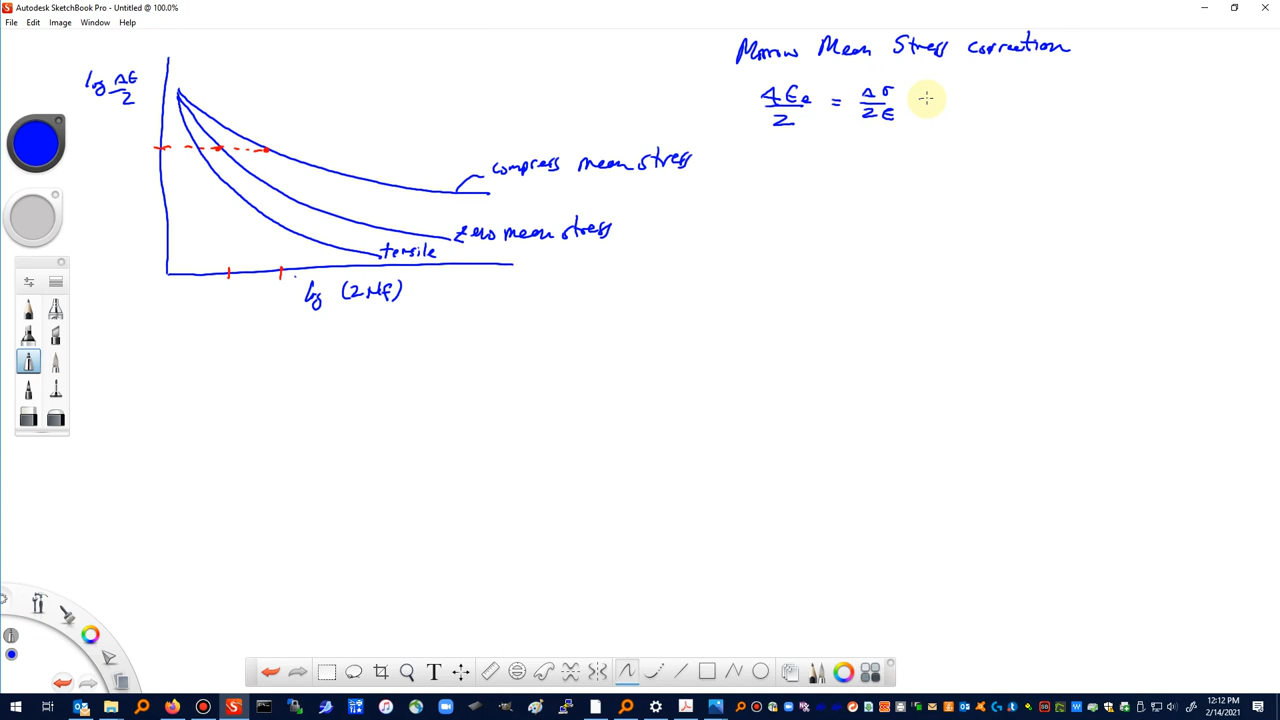 Autodesk SketchBook Pro - Untitled @ 100.0%
File Edit Image Window Help
Morrow Mean Stress correction
log Δϵ/2
Δϵe/2 = Δσ/2E
compress mean stress
zero mean stress
tensile
log (2Nf)
12:12 PM
2/14/2021